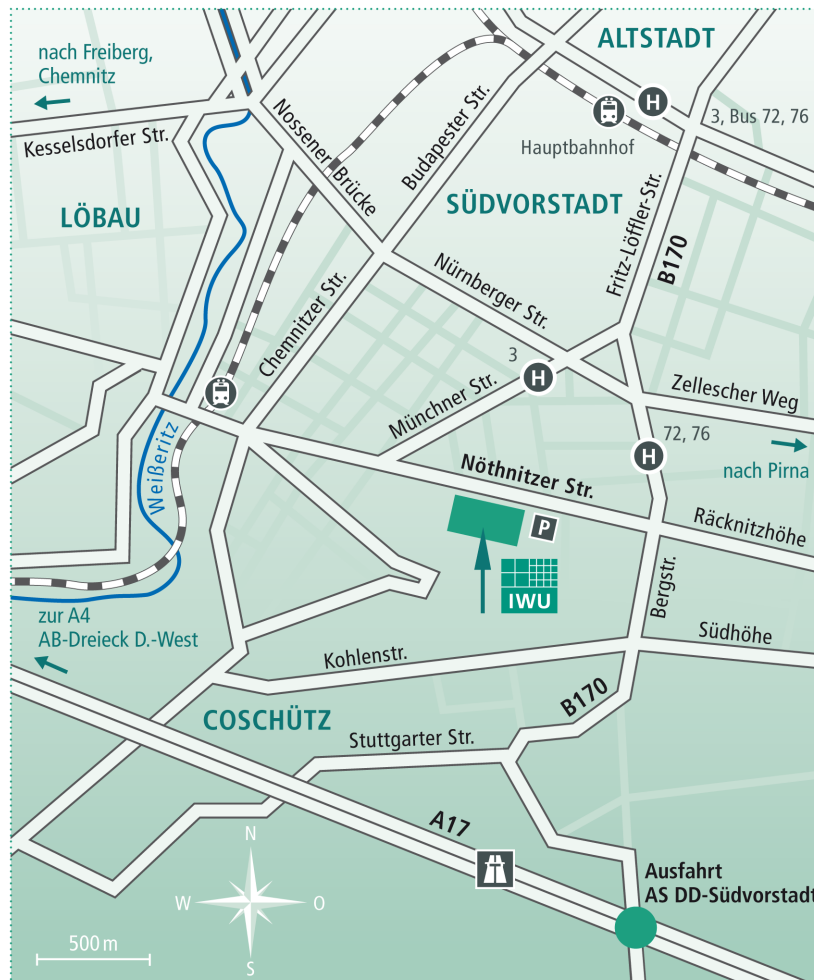 nach Freiberg,
Chemnitz
ALTSTADT
H
3, Bus 72, 76
Hauptbahnhof
Kesselsdorfer Str.
Nossener Brücke
Budapester Str.
LÖBAU
SÜDVORSTADT
Fritz-Löffler-Str.
B170
Nürnberger Str.
Chemnitzer Str.
3
H
Münchner Str.
Zellescher Weg
72, 76
H
nach Pirna
Weißeritz
Nöthnitzer Str.
P
Räcknitzhöhe
IWU
Bergstr.
zur A4
AB-Dreieck D.-West
Südhöhe
Kohlenstr.
B170
COSCHÜTZ
Stuttgarter Str.
A17
Ausfahrt
AS DD-Südvorstadt
N
W
O
S
500 m